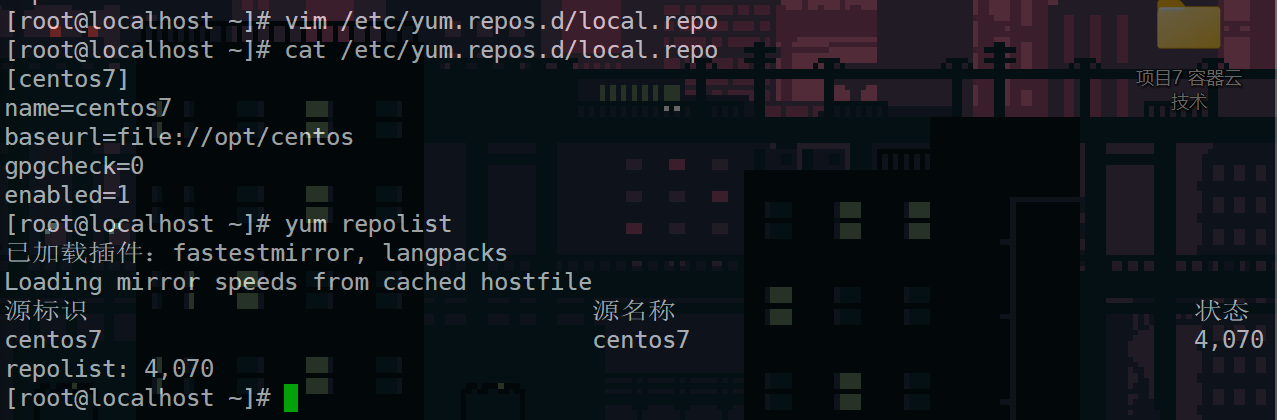 [root@localhost ~]# vim /etc/yum.repos.d/local.repo
[root@localhost ~]# cat /etc/yum.repos.d/local.repo
[centos7]
name=centos7
baseurl=file://opt/centos
gpgcheck=0
enabled=1
[root@localhost ~]# yum repolist
已加载插件：fastestmirror, langpacks
Loading mirror speeds from cached hostfile
源标识 源名称 状态
centos7 centos7 4,070
repolist: 4,070
[root@localhost ~]#
项目7 容器云
技术